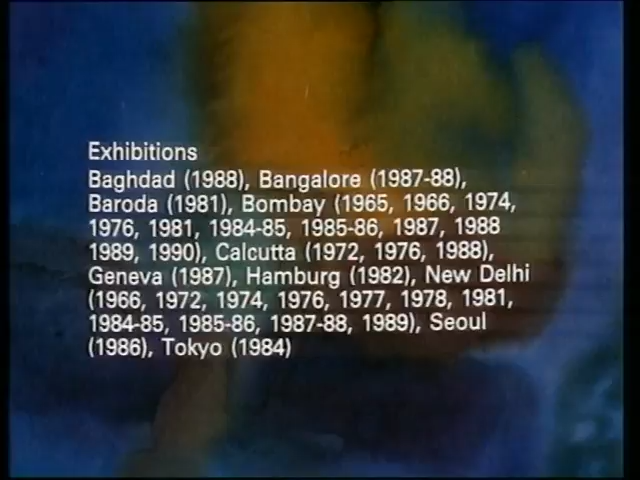 Exhibitions
Baghdad (1988), Bangalore (1987-88),
Baroda (1981), Bombay (1965, 1966, 1974,
1976, 1981, 1984-85, 1985-86, 1987, 1988
1989, 1990), Calcutta (1972, 1976, 1988),
Geneva (1987), Hamburg (1982), New Delhi
(1966, 1972, 1974, 1976, 1977, 1978, 1981,
1984-85, 1985-86, 1987-88, 1989), Seoul
(1986), Tokyo (1984)